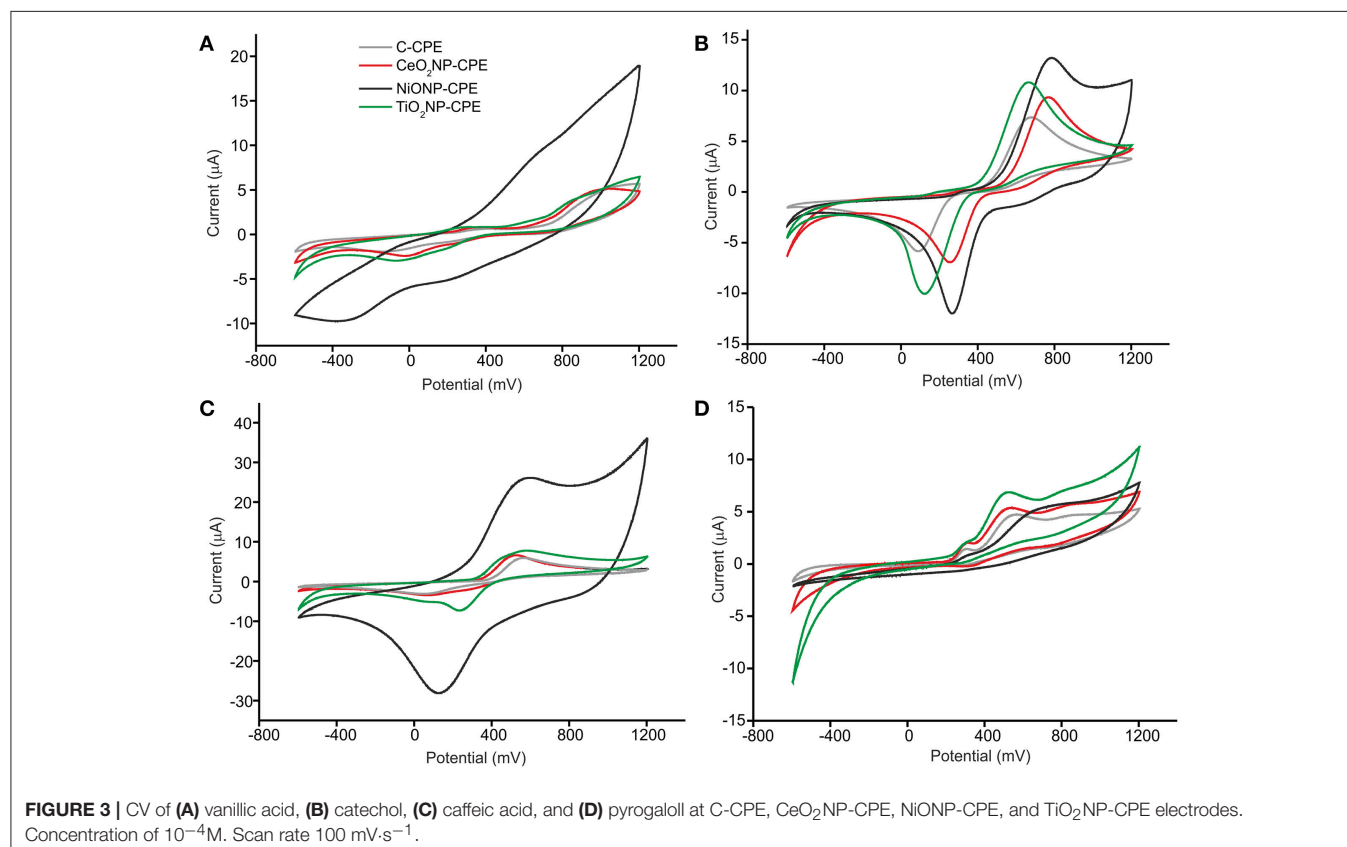 A
C-CPE
CeO₂NP-CPE
NiONP-CPE
TiO₂NP-CPE
20
15
10
5
0
-5
-10
Current (µA)
-800 -400 0 400 800 1200
Potential (mV)
B
15
10
5
0
-5
-10
-15
Current (µA)
-800 -400 0 400 800 1200
Potential (mV)
C
40
30
20
10
0
-10
-20
-30
Current (µA)
-800 -400 0 400 800 1200
Potential (mV)
D
15
10
5
0
-5
-10
-15
Current (µA)
-800 -400 0 400 800 1200
Potential (mV)
FIGURE 3 | CV of (A) vanillic acid, (B) catechol, (C) caffeic acid, and (D) pyrogaloll at C-CPE, CeO₂NP-CPE, NiONP-CPE, and TiO₂NP-CPE electrodes.
Concentration of 10⁻⁴M. Scan rate 100 mV·s⁻¹.